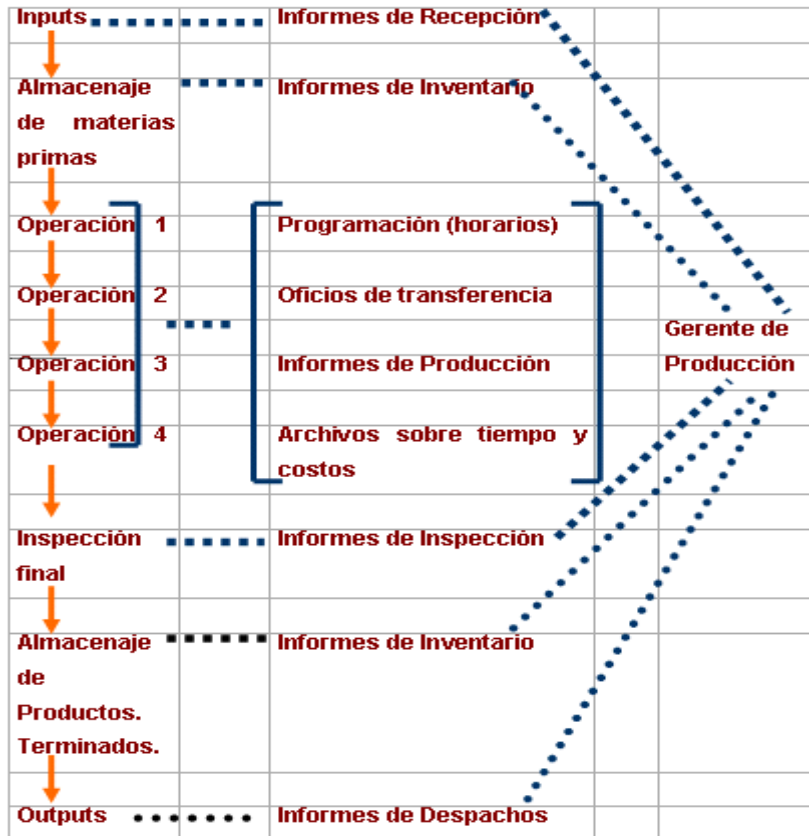 Inputs
Informes de Recepción
Almacenaje
de materias
primas
Informes de Inventario
Operación 1
Programación (horarios)
Operación 2
Oficios de transferencia
Gerente de
Producción
Operación 3
Informes de Producción
Operación 4
Archivos sobre tiempo y
costos
Inspección
final
Informes de Inspección
Almacenaje
de
Productos.
Terminados.
Informes de Inventario
Outputs
Informes de Despachos